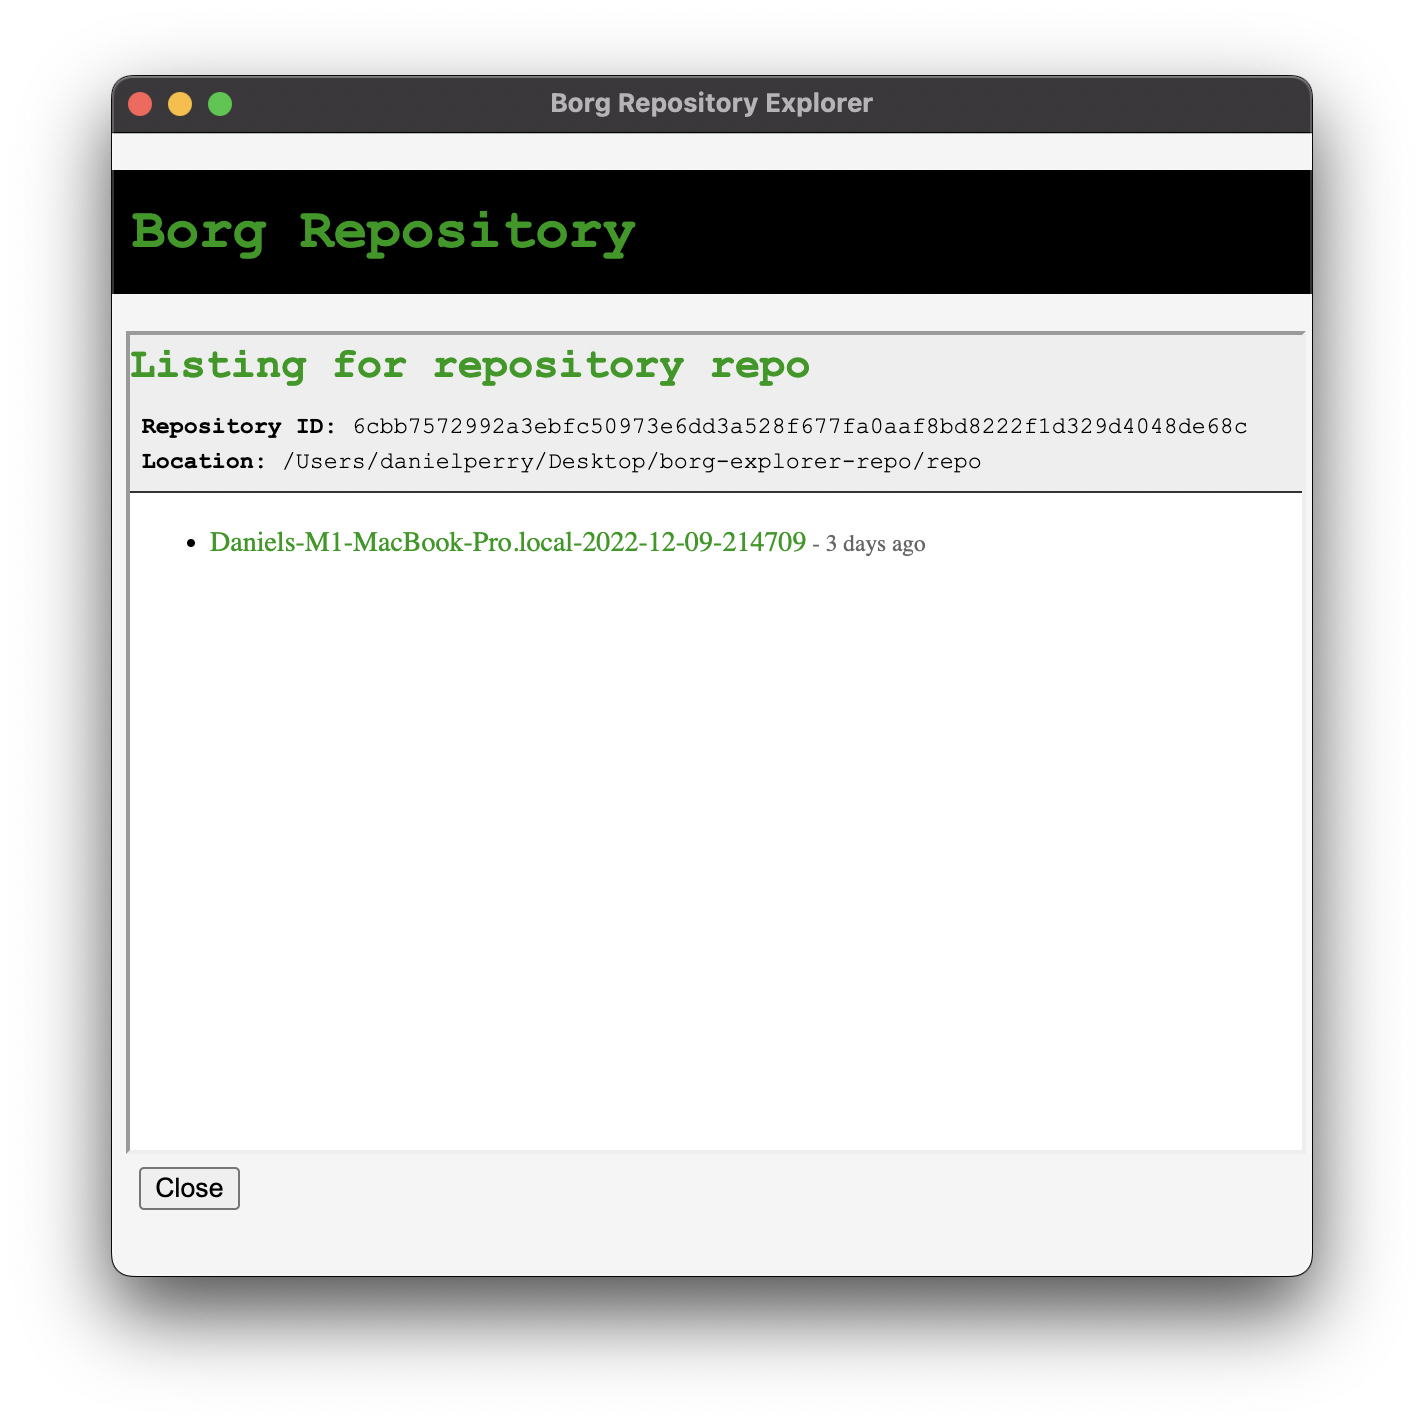 Borg Repository Explorer
Borg Repository
Listing for repository repo
Repository ID: 6cbb7572992a3ebfc50973e6dd3a528f677fa0aaf8bd8222f1d329d4048de68c
Location: /Users/danielperry/Desktop/borg-explorer-repo/repo
• Daniels-M1-MacBook-Pro.local-2022-12-09-214709 - 3 days ago
Close